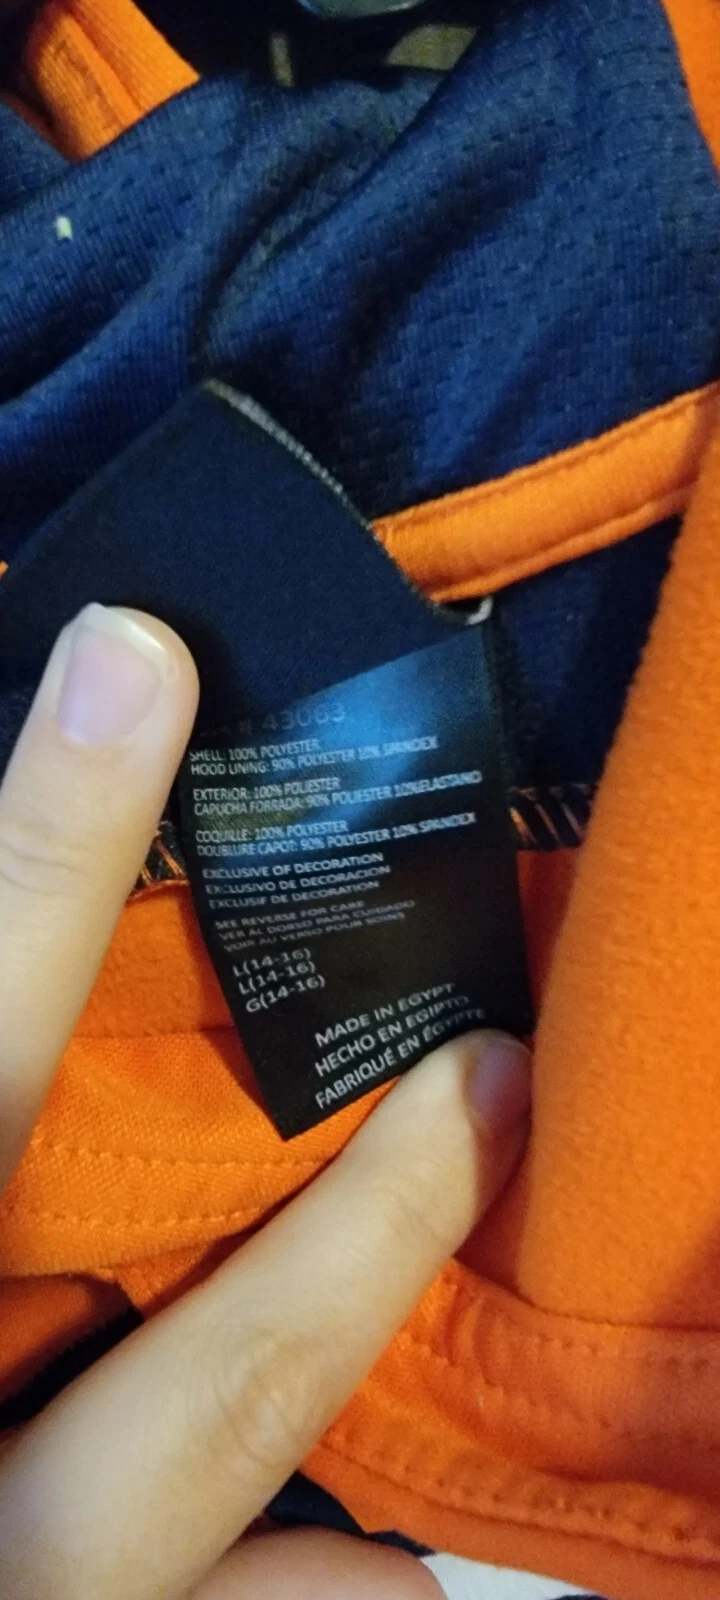 # 43063
SHELL: 100% POLYESTER
HOOD LINING: 90% POLYESTER 10% SPANDEX
EXTERIOR: 100% POLIESTER
CAPUCHA FORRADA: 90% POLIESTER 10%ELASTANO
COQUILLE: 100% POLYESTER
DOUBLURE CAPOT: 90% POLYESTER 10% SPANDEX
EXCLUSIVE OF DECORATION
EXCLUSIVO DE DECORACION
EXCLUSIF DE DECORATION
SEE REVERSE FOR CARE
VER AL DORSO PARA CUIDADO
VOIR AU VERSO POUR SOINS
L(14-16)
L(14-16)
G(14-16)
MADE IN EGYPT
HECHO EN EGIPTO
FABRIQUÉ EN ÉGYPTE